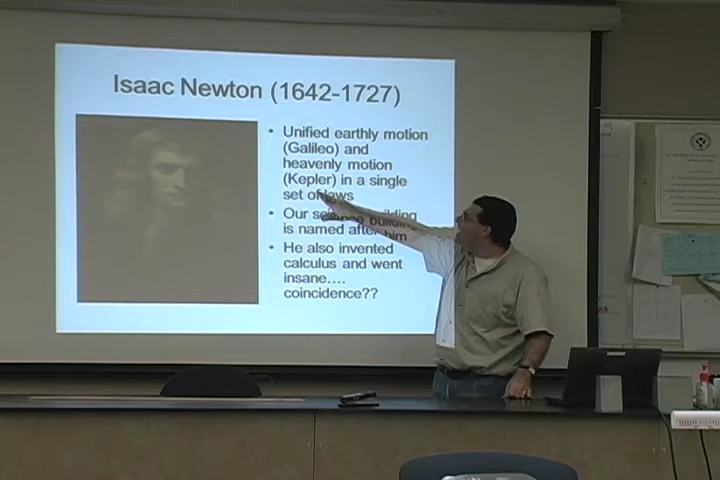 Isaac Newton (1642-1727)
• Unified earthly motion
(Galileo) and
heavenly motion
(Kepler) in a single
set of laws
• Our science building
is named after him
• He also invented
calculus and went
insane....
coincidence??